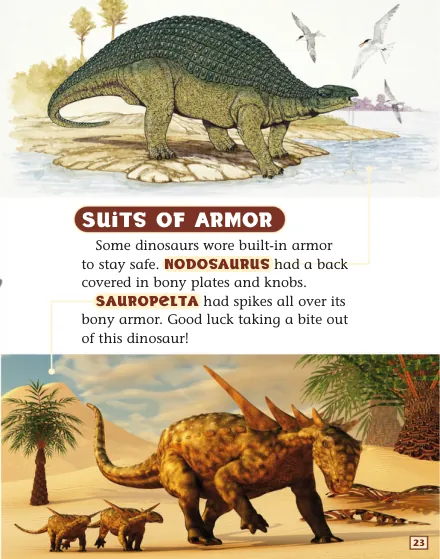 SUiTS OF ARMOR
Some dinosaurs wore built-in armor
to stay safe. NODOSAURUS had a back
covered in bony plates and knobs.
SAUROPeLTA had spikes all over its
bony armor. Good luck taking a bite out
of this dinosaur!
23